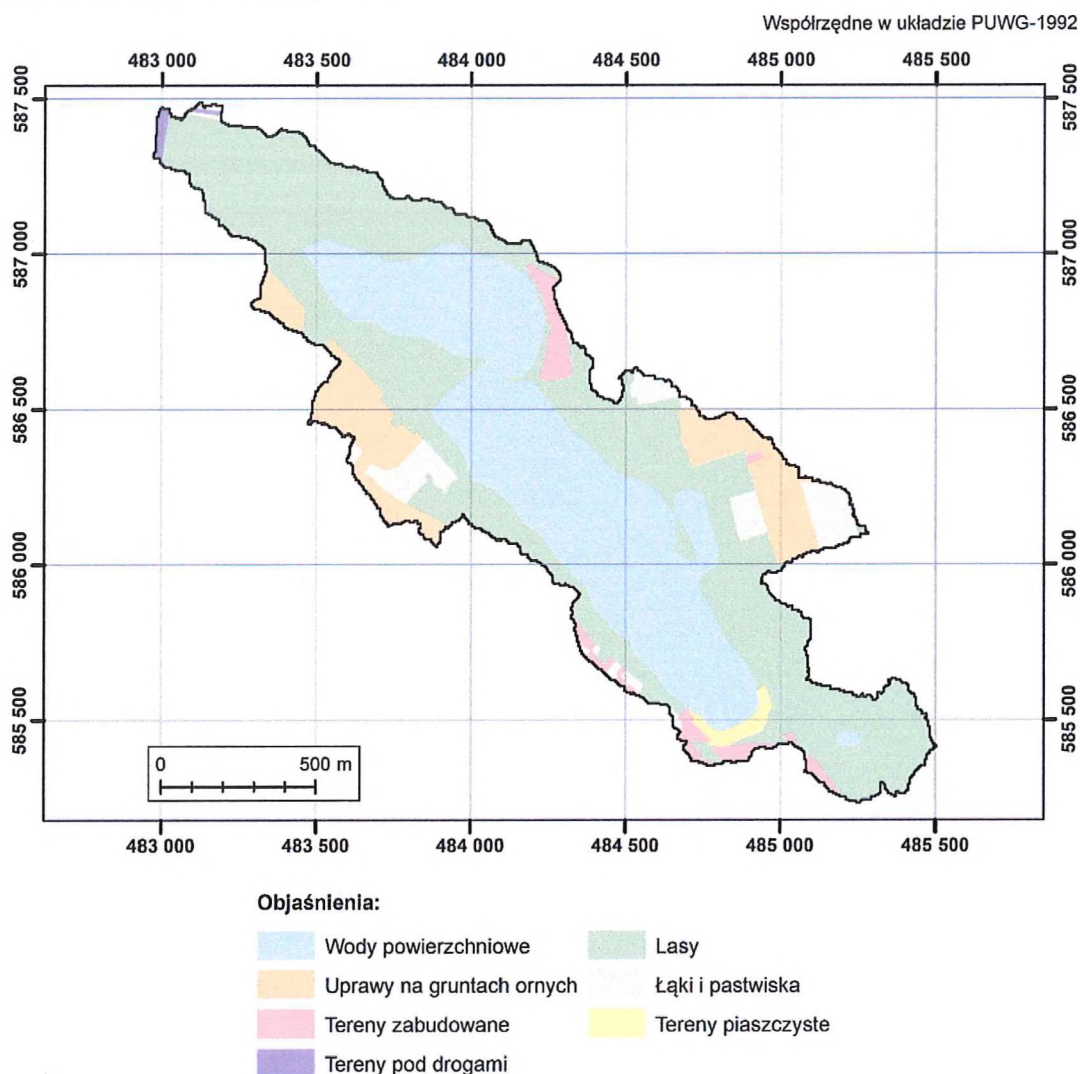 Współrzędne w układzie PUWG-1992
483 000 483 500 484 000 484 500 485 000 485 500
587 500 587 500
587 000 587 000
586 500 586 500
586 000 586 000
585 500 585 500
0 500 m
483 000 483 500 484 000 484 500 485 000 485 500
Objaśnienia:
Wody powierzchniowe Lasy
Uprawy na gruntach ornych Łąki i pastwiska
Tereny zabudowane Tereny piaszczyste
Tereny pod drogami